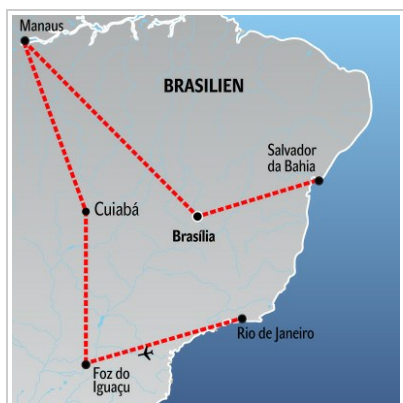 Manaus
BRASILIEN
Salvador
da Bahia
Cuiabá
Brasília
Rio de Janeiro
Foz do
Iguaçu